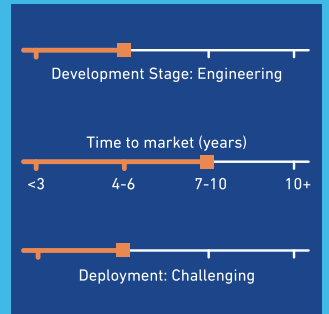 Development Stage: Engineering
Time to market (years)
<3 4-6 7-10 10+
Deployment: Challenging